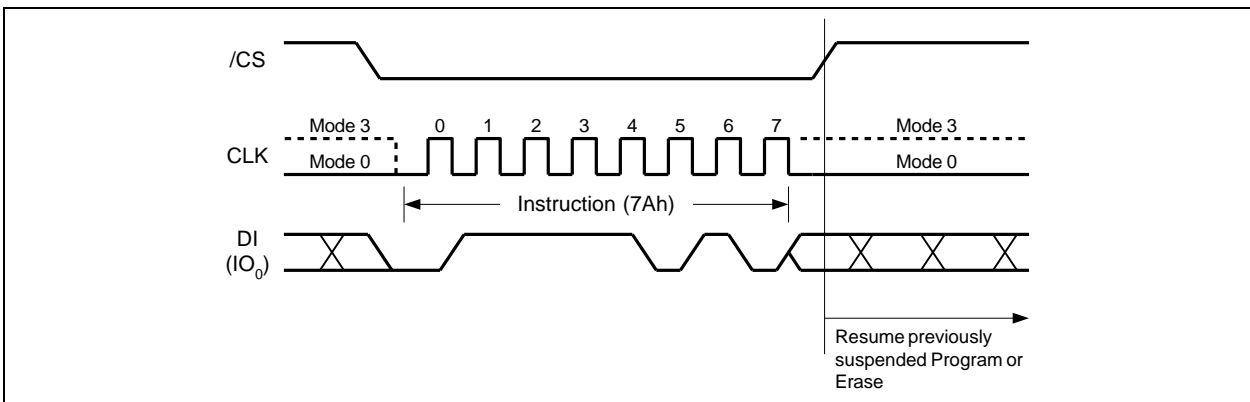 /CS
Mode 3 0 1 2 3 4 5 6 7 Mode 3
CLK
Mode 0 Mode 0
Instruction (7Ah)
DI
(IO0)
Resume previously
suspended Program or
Erase